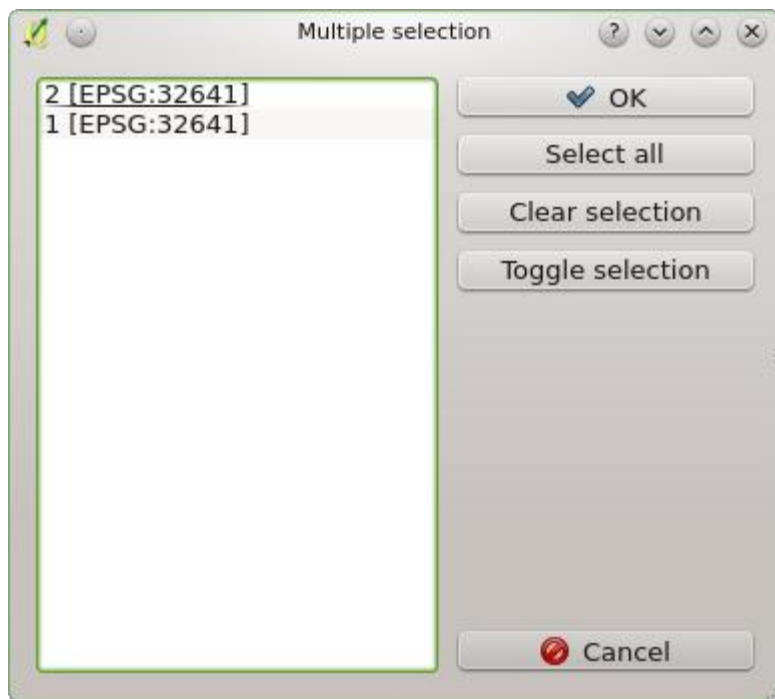 Multiple selection
2 [EPSG:32641]
1 [EPSG:32641]
OK
Select all
Clear selection
Toggle selection
Cancel